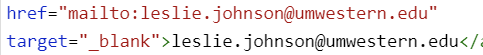 href="mailto:leslie.johnson@umwestern.edu"
target="_blank">leslie.johnson@umwestern.edu</a